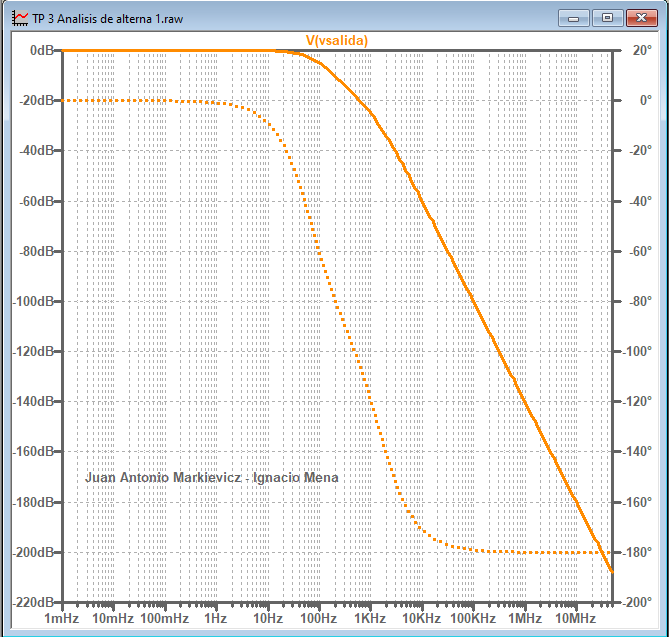 TP 3 Analisis de alterna 1.raw
V(vsalida)
0dB 20°
-20dB 0°
-40dB -20°
-60dB -40°
-80dB -60°
-100dB -80°
-120dB -100°
-140dB -120°
-160dB -140°
Juan Antonio Markievicz - Ignacio Mena
-180dB -160°
-200dB -180°
-220dB -200°
1mHz 10mHz 100mHz 1Hz 10Hz 100Hz 1KHz 10KHz 100KHz 1MHz 10MHz